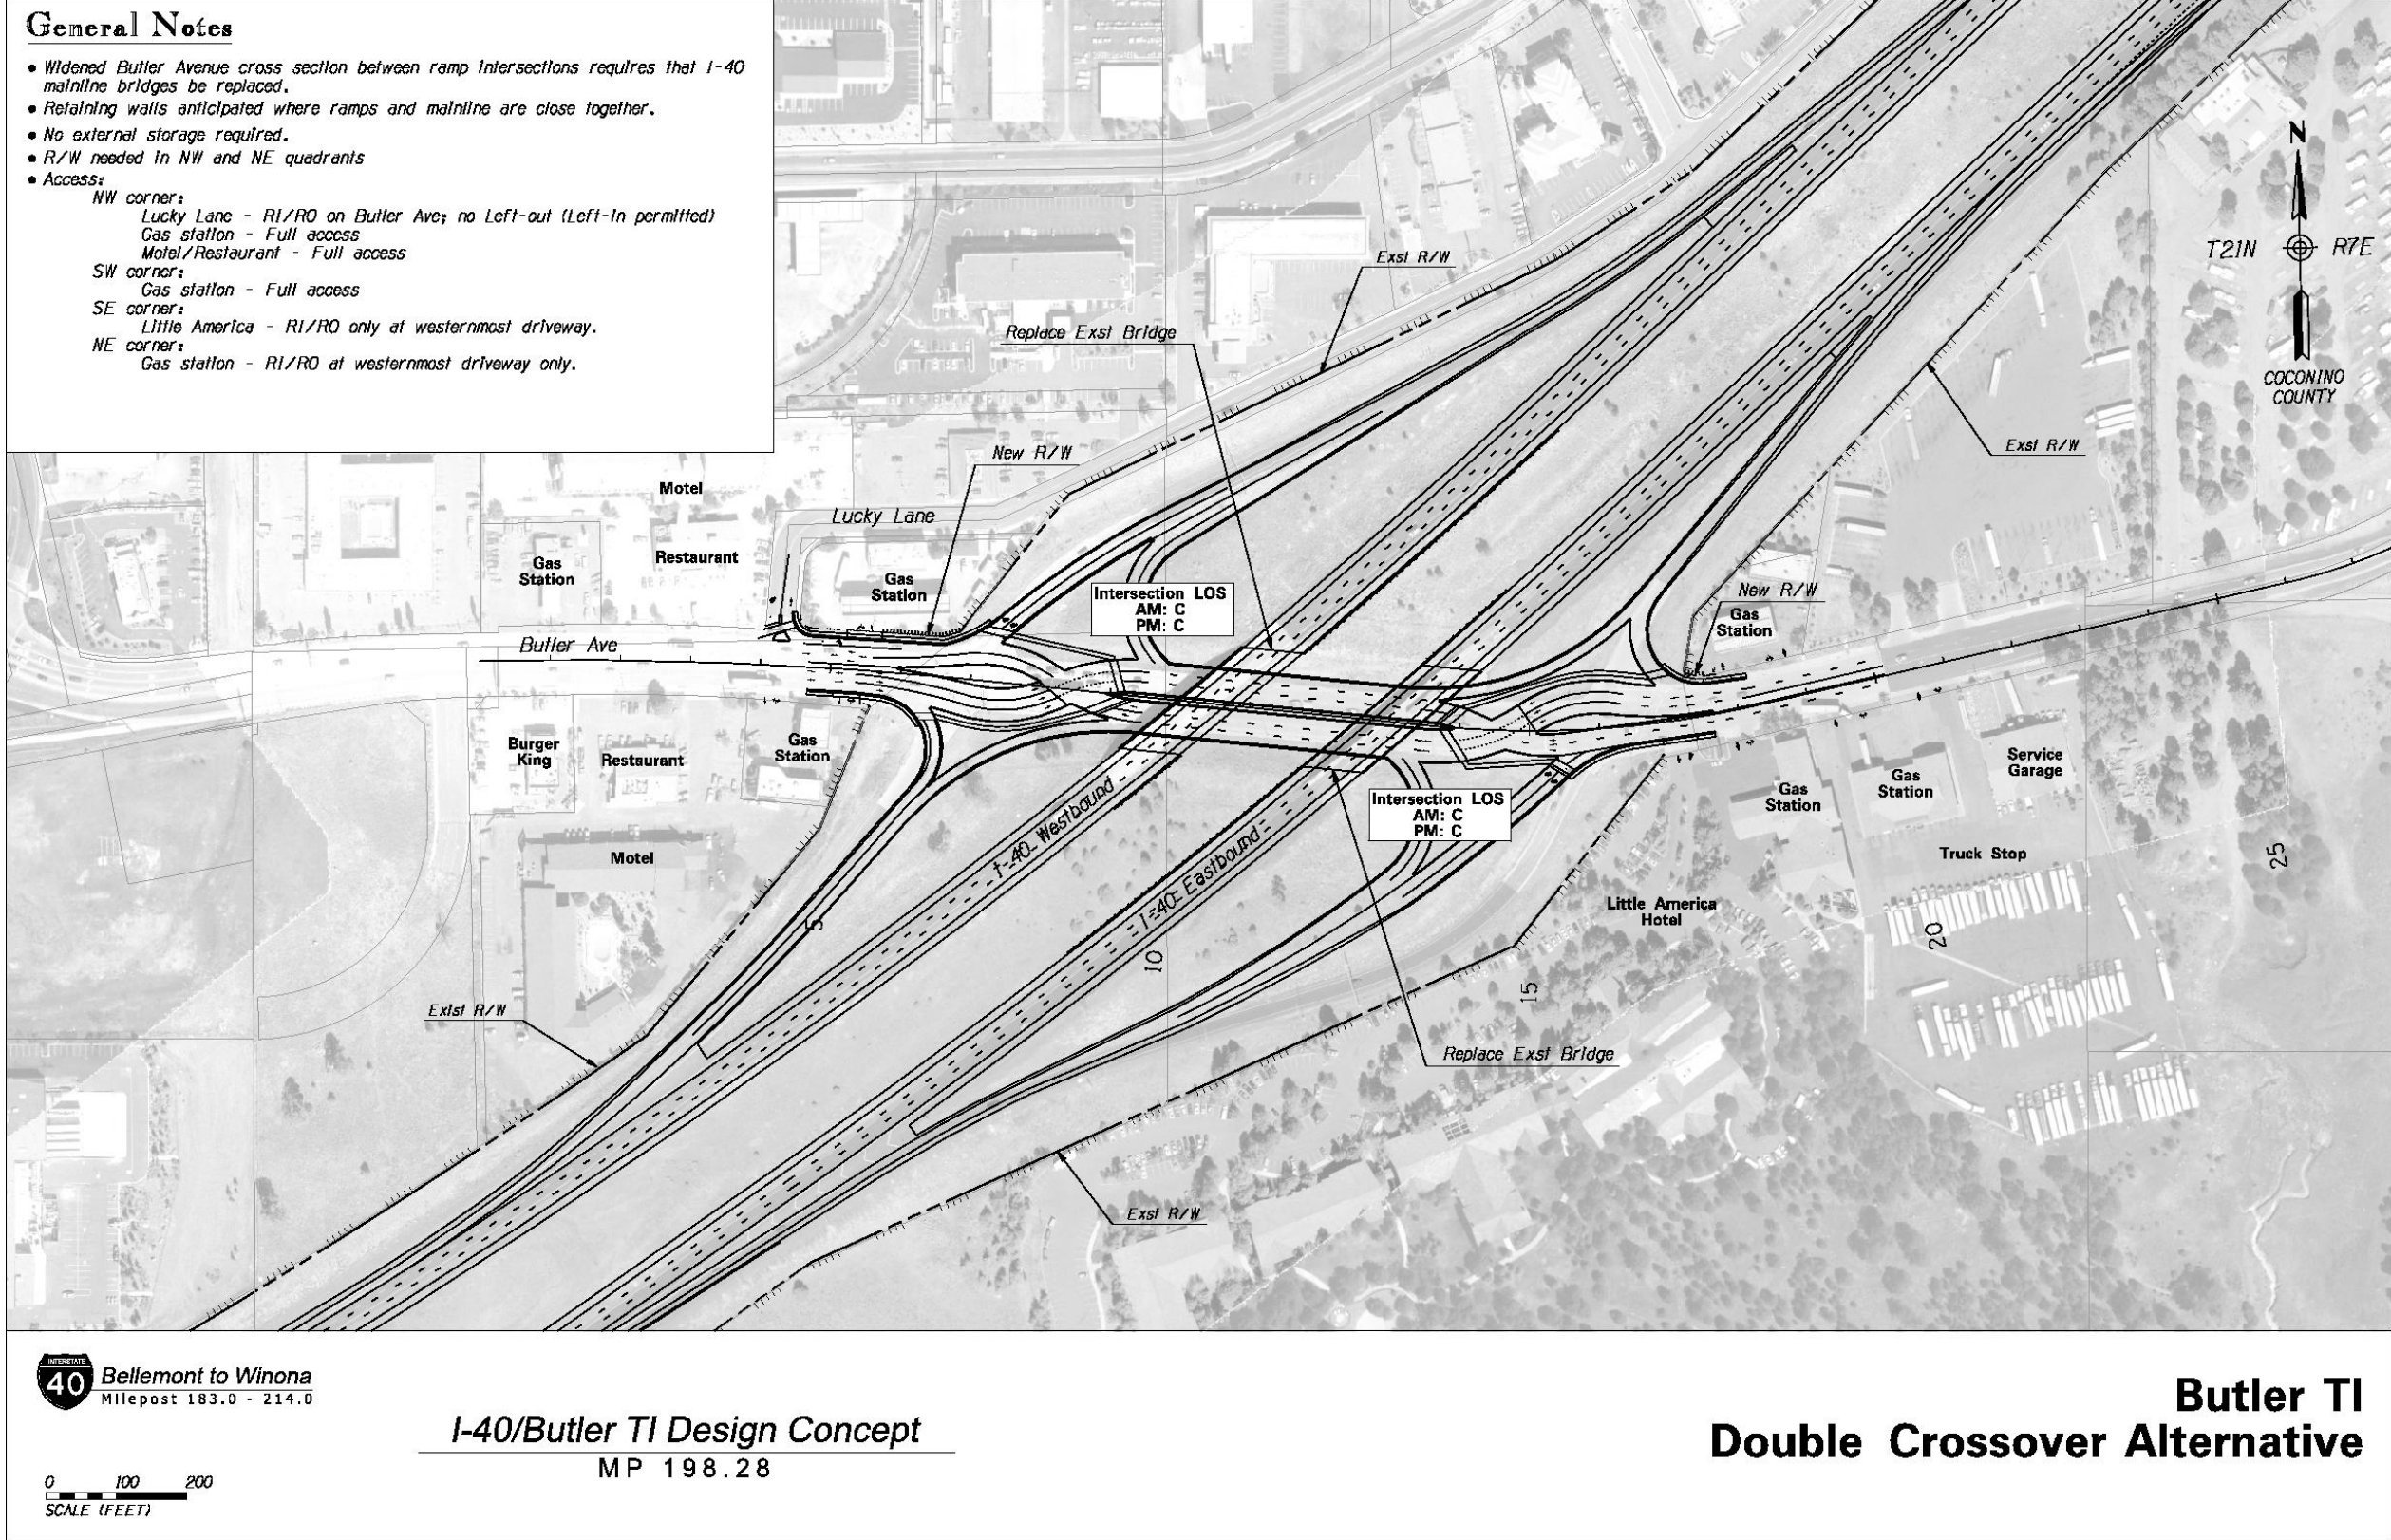 General Notes
• Widened Butler Avenue cross section between ramp intersections requires that I-40
mainline bridges be replaced.
• Retaining walls anticipated where ramps and mainline are close together.
• No external storage required.
• R/W needed in NW and NE quadrants
• Access:
NW corner:
Lucky Lane - RI/RO on Butler Ave; no Left-out (Left-in permitted)
Gas station - Full access
Motel/Restaurant - Full access
SW corner:
Gas station - Full access
SE corner:
Little America - RI/RO only at westernmost driveway.
NE corner:
Gas station - RI/RO at westernmost driveway only.
N
T21N
R7E
COCONINO
COUNTY
Exst R/W
Replace Exst Bridge
Exst R/W
New R/W
Motel
Lucky Lane
Restaurant
Gas
Station
Gas
Station
Intersection LOS
AM: C
PM: C
New R/W
Gas
Station
Butler Ave
Burger
King
Restaurant
Gas
Station
Motel
I-40 Westbound
I-40 Eastbound
Intersection LOS
AM: C
PM: C
Gas
Station
Gas
Station
Service
Garage
Truck Stop
Little America
Hotel
5
10
15
20
25
Exist R/W
Replace Exst Bridge
Exst R/W
INTERSTATE
40
Bellemont to Winona
Milepost 183.0 - 214.0
I-40/Butler TI Design Concept
MP 198.28
0 100 200
SCALE (FEET)
Butler TI
Double Crossover Alternative